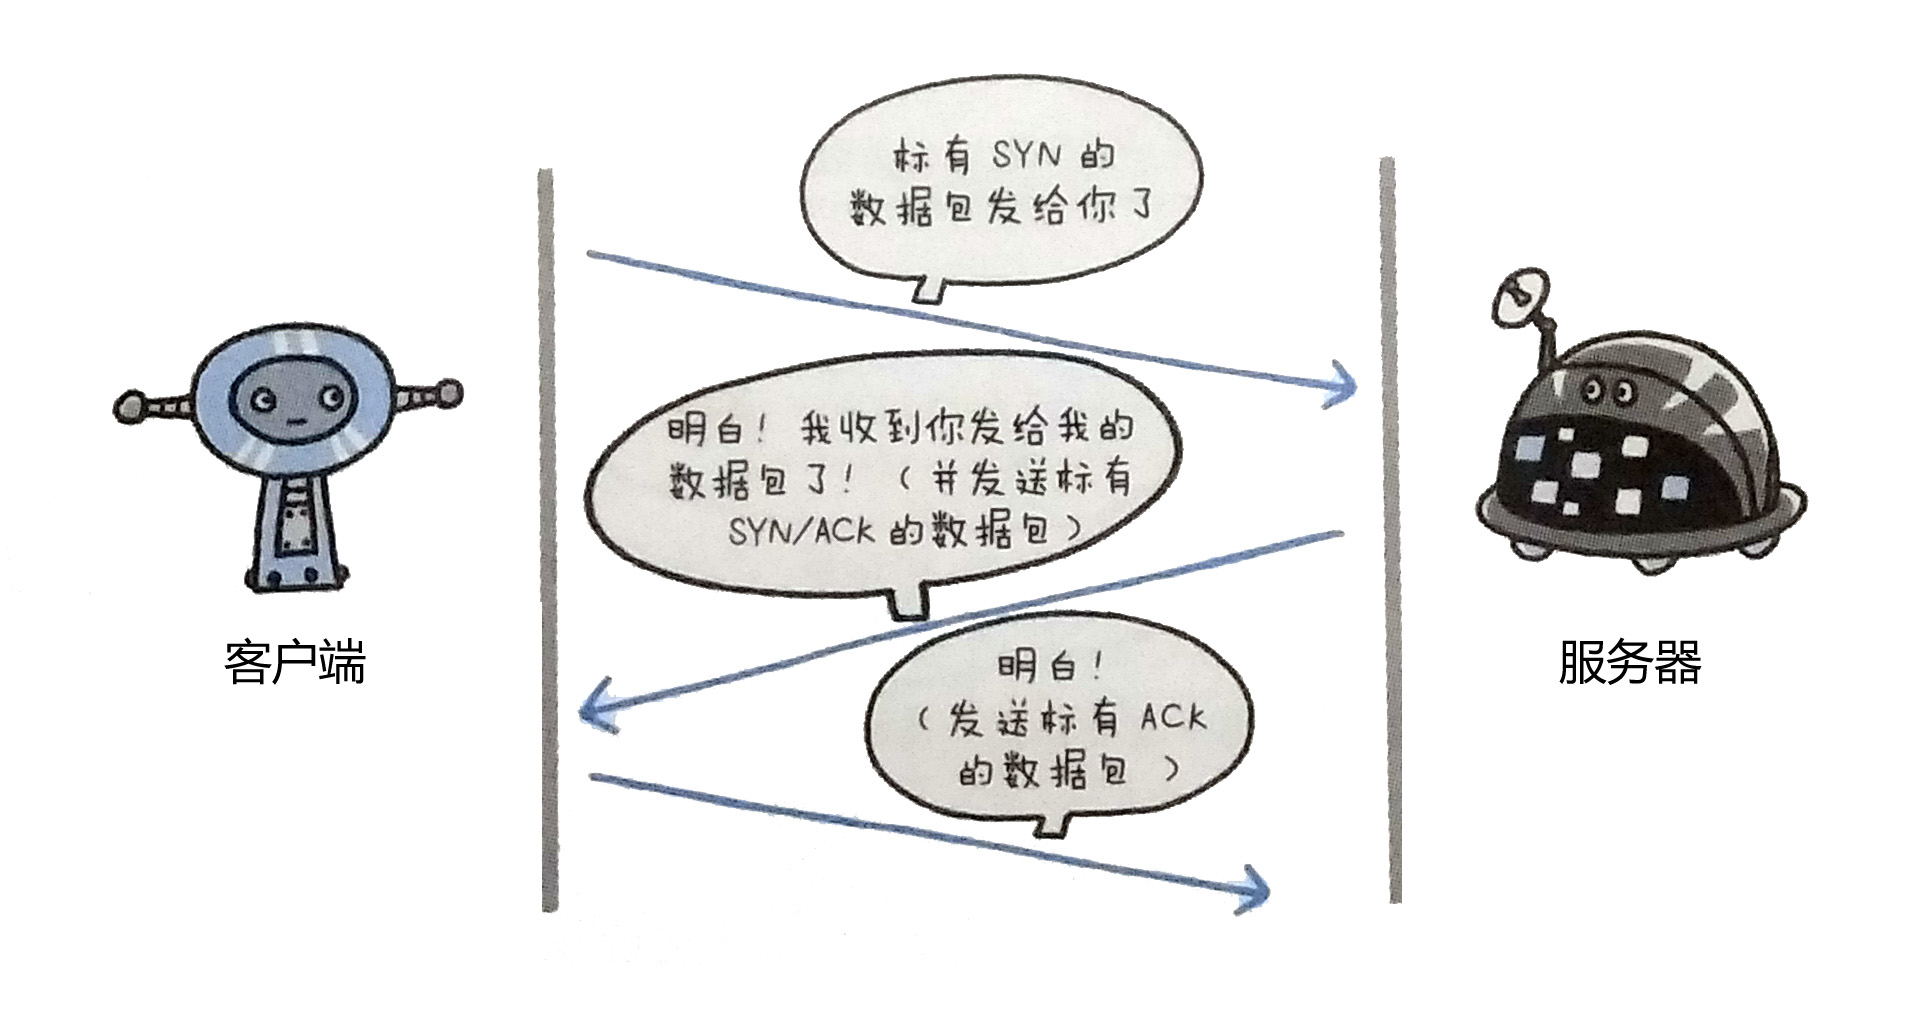 标有 SYN 的
数据包发给你了
明白！我收到你发给我的
数据包了！（并发送标有
SYN/ACK 的数据包）
明白！
（发送标有 ACK
的数据包）
客户端
服务器